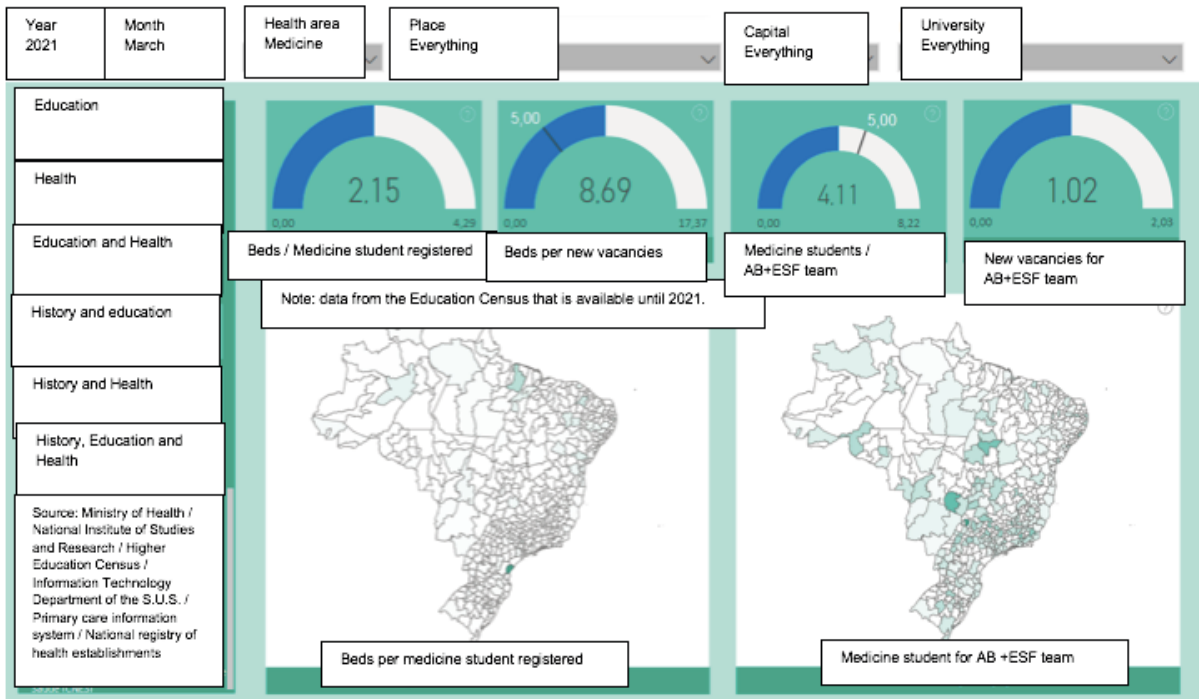 Year
2021
Month
March
Health area
Medicine
Place
Everything
Capital
Everything
University
Everything
Education
Health
Education and Health
History and education
History and Health
History, Education and
Health
Source: Ministry of Health /
National Institute of Studies
and Research / Higher
Education Census /
Information Technology
Department of the S.U.S. /
Primary care information
system / National registry of
health establishments
2,15
0,00
4,29
Beds / Medicine student registered
5,00
8,69
0,00
17,37
Beds per new vacancies
5,00
4,11
0,00
8,22
Medicine students /
AB+ESF team
1,02
0,00
2,03
New vacancies for
AB+ESF team
Note: data from the Education Census that is available until 2021.
Beds per medicine student registered
Medicine student for AB +ESF team